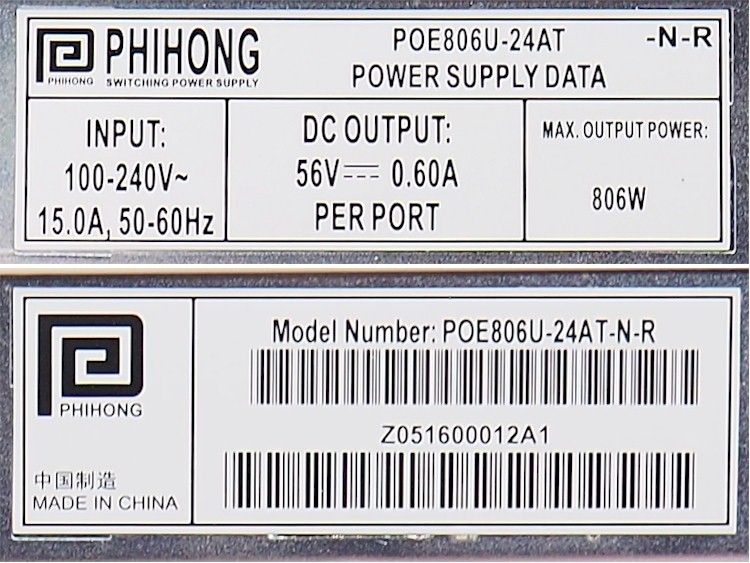 PHIHONG
PHIHONG
SWITCHING POWER SUPPLY
POE806U-24AT -N-R
POWER SUPPLY DATA
INPUT:
100-240V~
15.0A, 50-60Hz
DC OUTPUT:
56V⎓ 0.60A
PER PORT
MAX. OUTPUT POWER:
806W
PHIHONG
中国制造
MADE IN CHINA
Model Number: POE806U-24AT-N-R
Z051600012A1